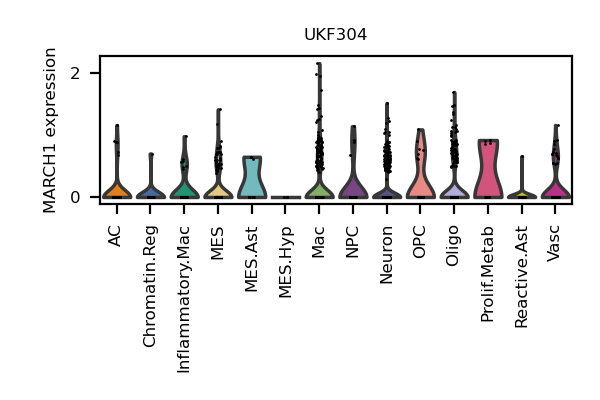 UKF304
MARCH1 expression
2
0
AC
Chromatin.Reg
Inflammatory.Mac
MES
MES.Ast
MES.Hyp
Mac
NPC
Neuron
OPC
Oligo
Prolif.Metab
Reactive.Ast
Vasc